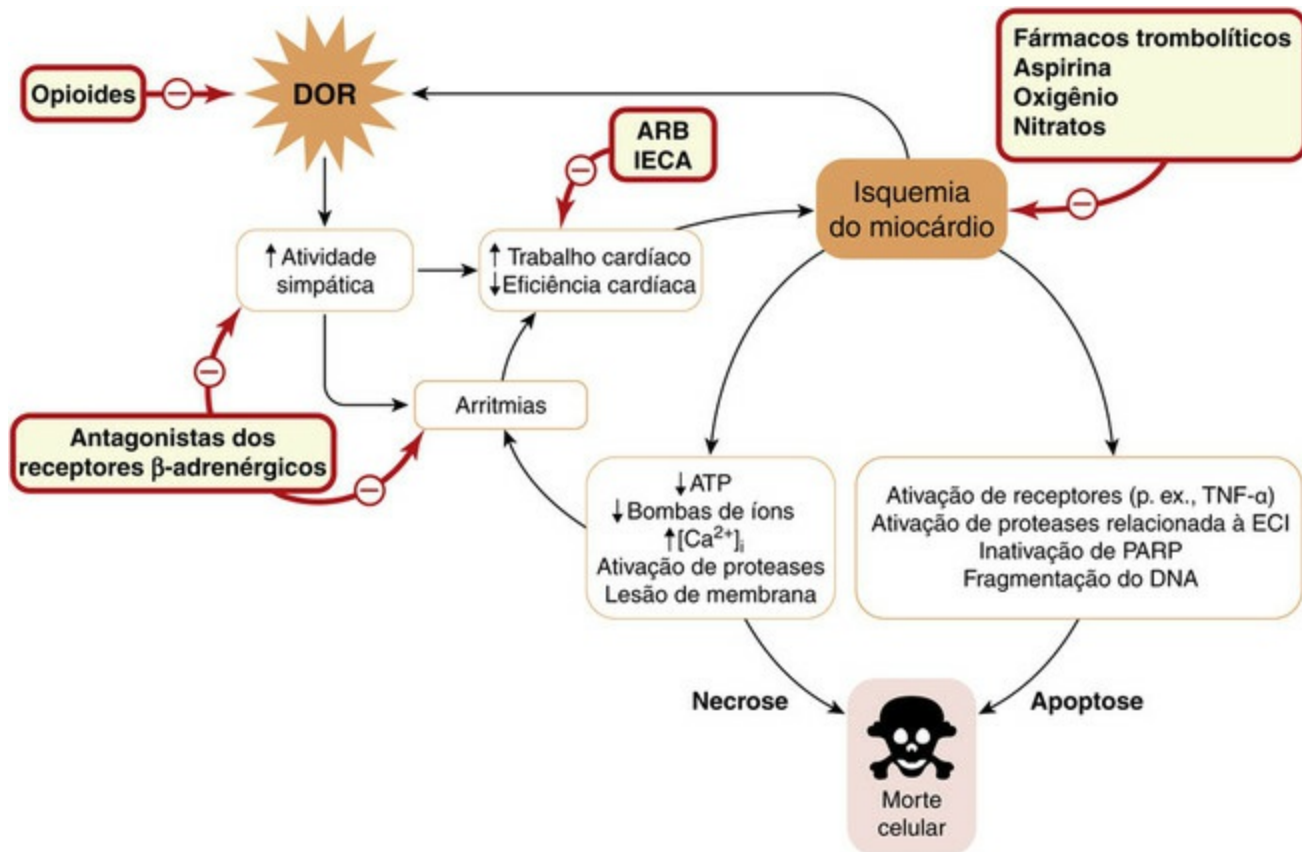 Opioides
DOR
Fármacos trombolíticos
Aspirina
Oxigênio
Nitratos
ARB
IECA
Isquemia
do miocárdio
↑ Atividade
simpática
↑ Trabalho cardíaco
↓Eficiência cardíaca
Arritmias
Antagonistas dos
receptores β-adrenérgicos
↓ATP
↓Bombas de íons
↑[Ca²⁺]ᵢ
Ativação de proteases
Lesão de membrana
Ativação de receptores (p. ex., TNF-α)
Ativação de proteases relacionada à ECI
Inativação de PARP
Fragmentação do DNA
Necrose
Apoptose
Morte
celular